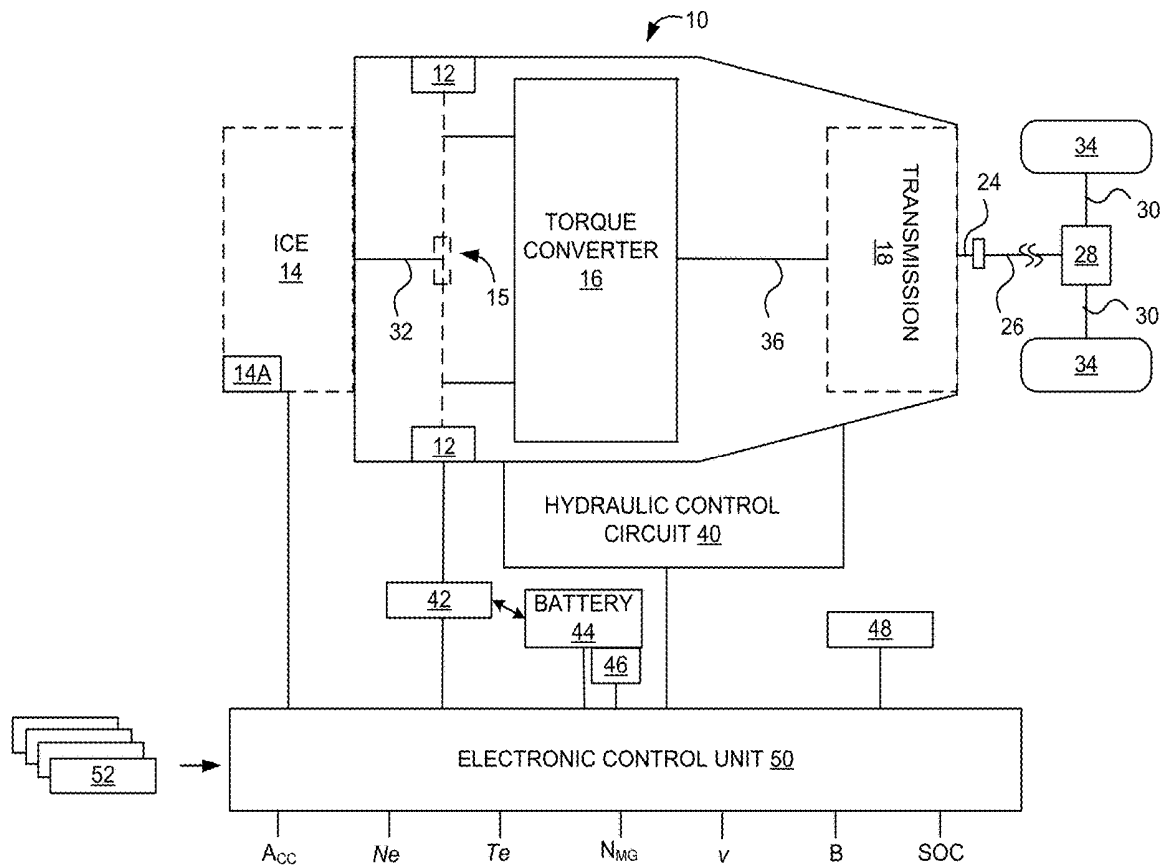 10
12
34
24
30
TORQUE
CONVERTER
16
TRANSMISSION
18
ICE
14
28
32
15
36
26
30
14A
34
12
HYDRAULIC CONTROL
CIRCUIT 40
42
BATTERY
44
46
48
52
ELECTRONIC CONTROL UNIT 50
ACC
Ne
Te
NMG
v
B
SOC